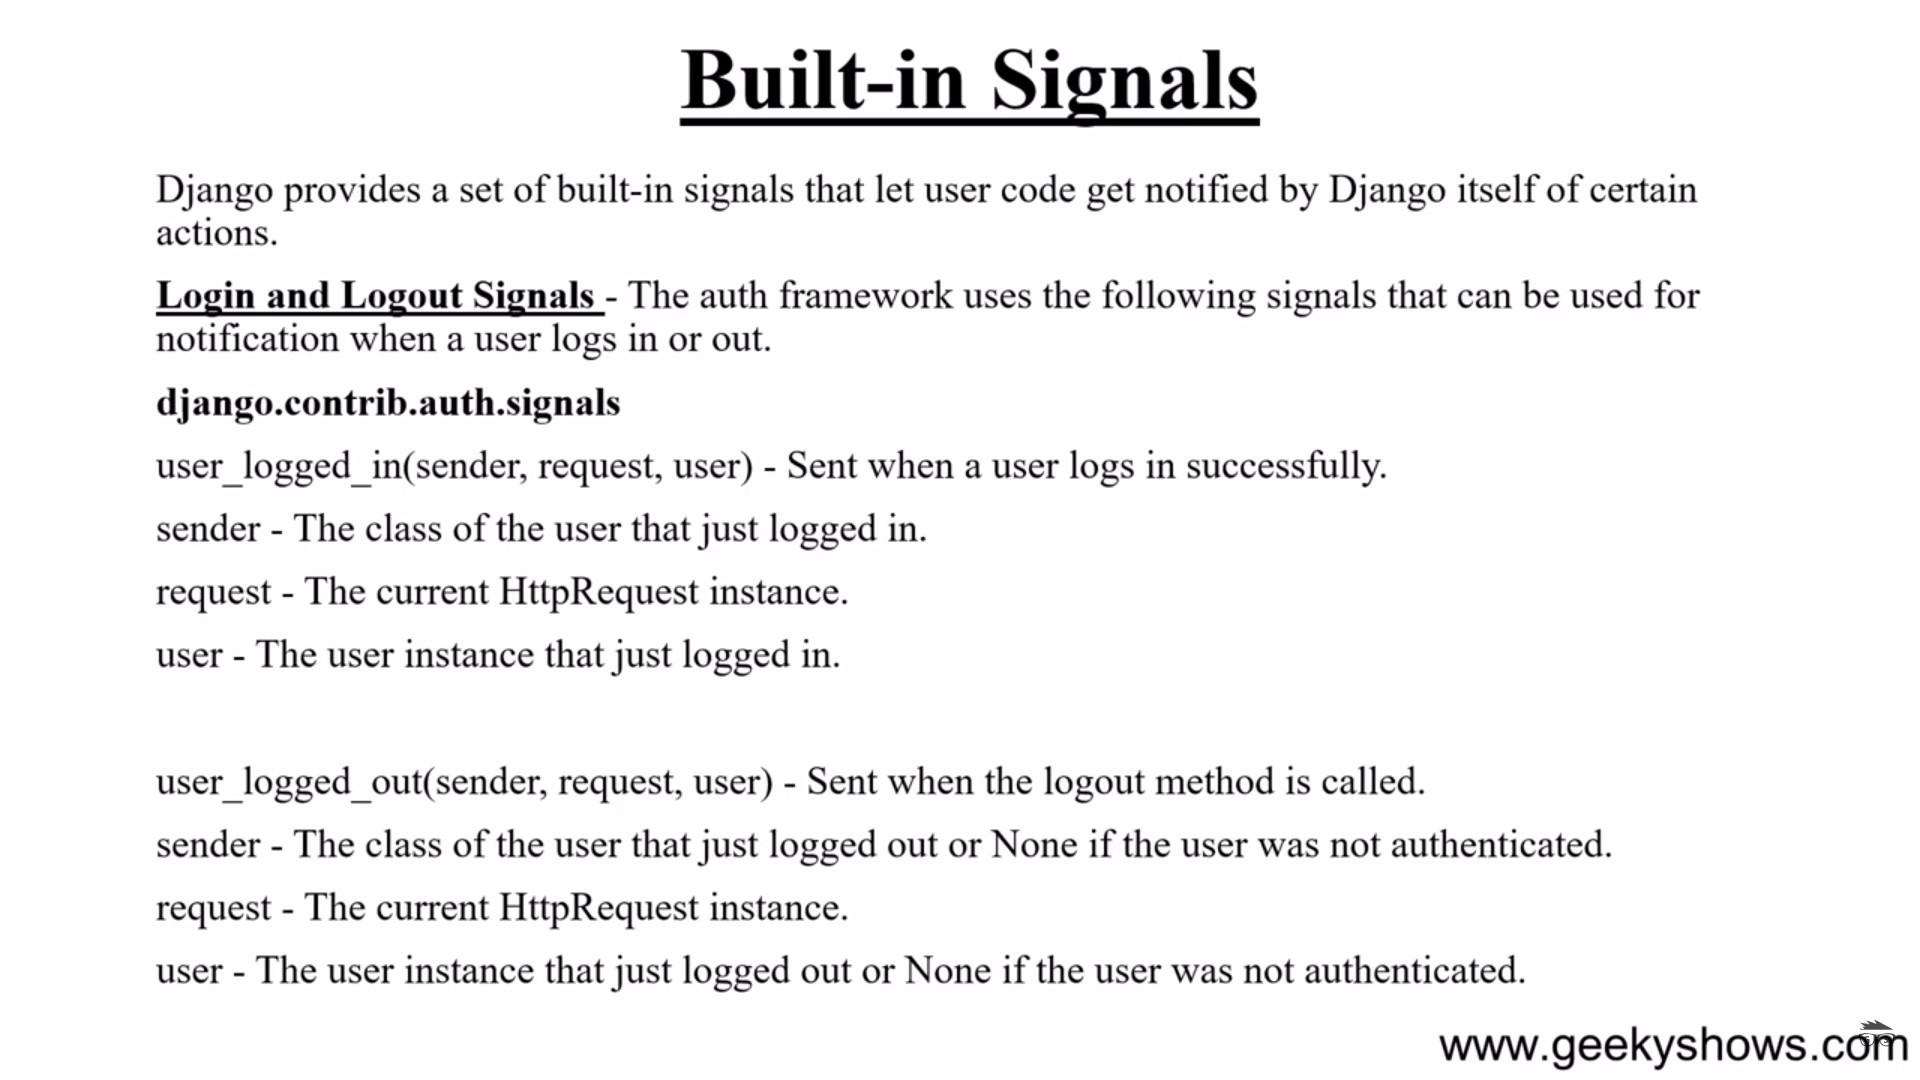 Built-in Signals
Django provides a set of built-in signals that let user code get notified by Django itself of certain
actions.
Login and Logout Signals - The auth framework uses the following signals that can be used for
notification when a user logs in or out.
django.contrib.auth.signals
user_logged_in(sender, request, user) - Sent when a user logs in successfully.
sender - The class of the user that just logged in.
request - The current HttpRequest instance.
user - The user instance that just logged in.
user_logged_out(sender, request, user) - Sent when the logout method is called.
sender - The class of the user that just logged out or None if the user was not authenticated.
request - The current HttpRequest instance.
user - The user instance that just logged out or None if the user was not authenticated.
www.geekyshows.com